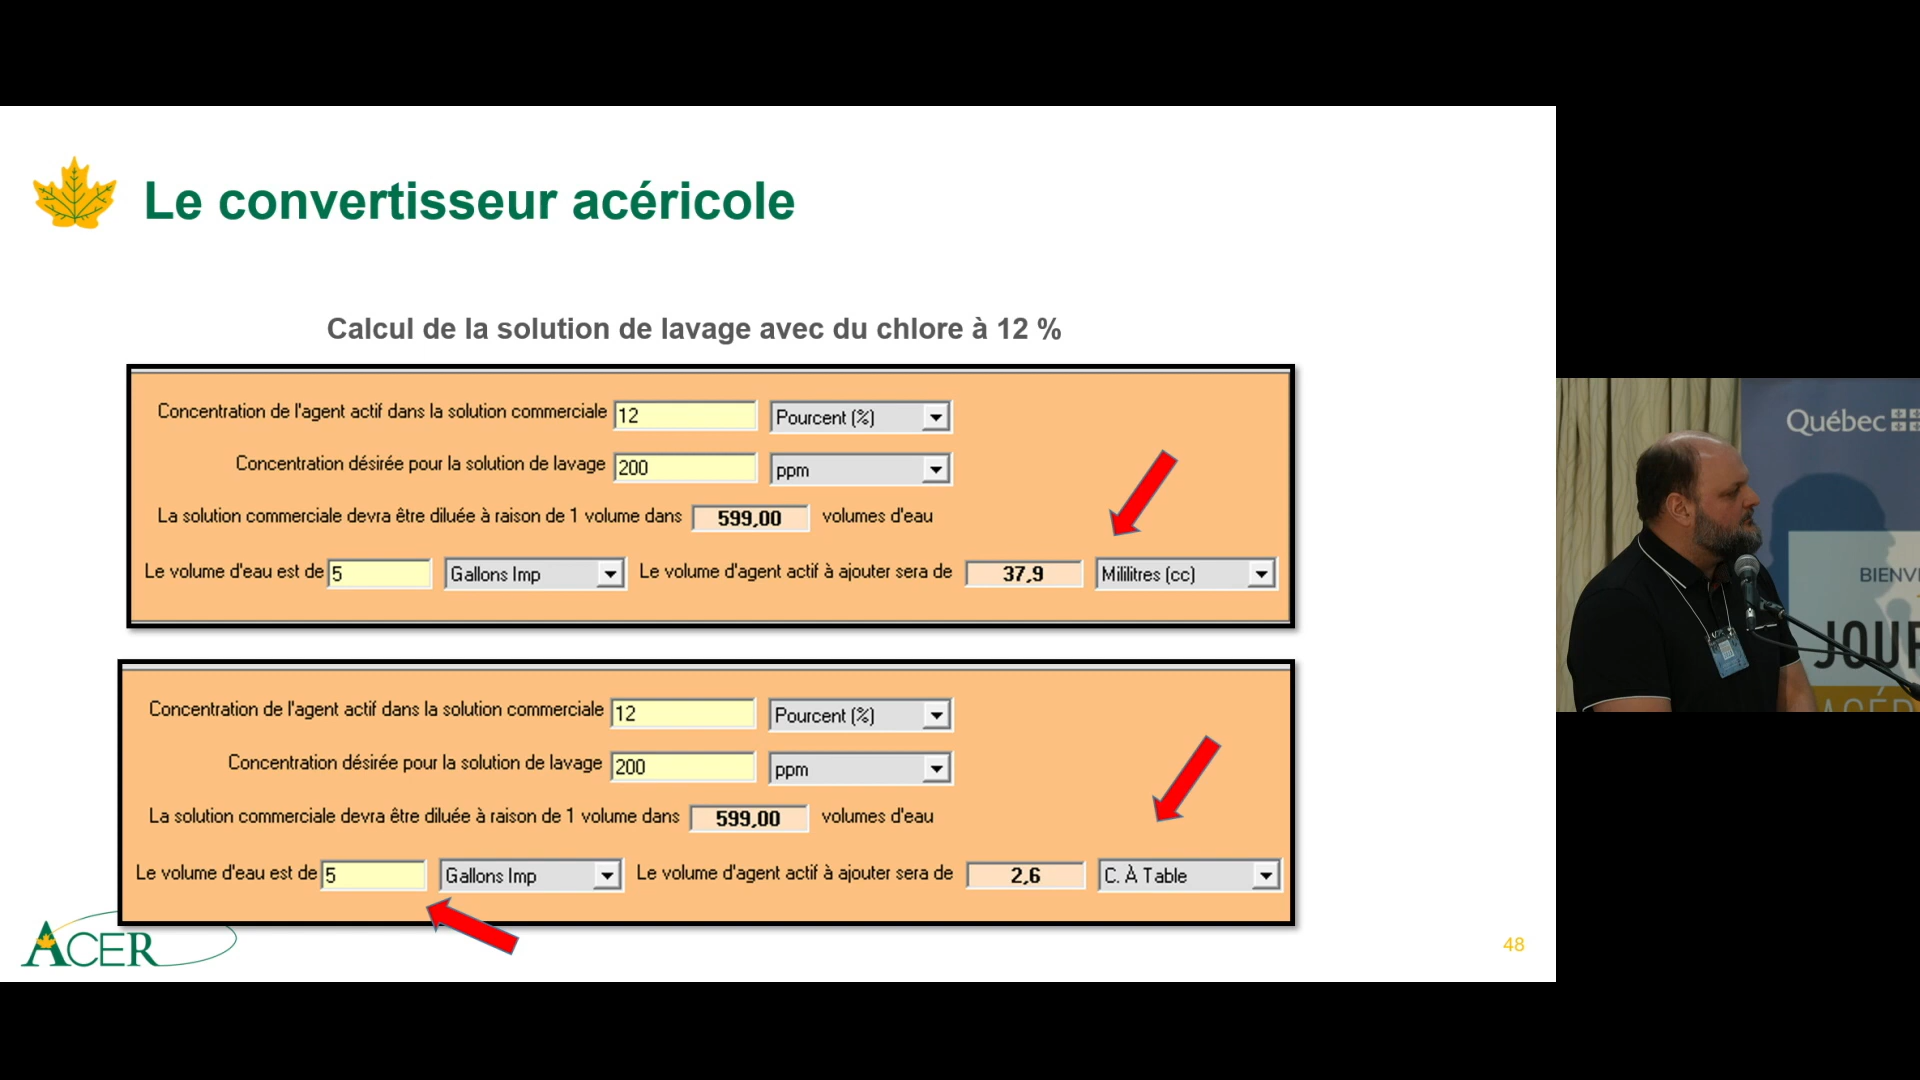 Le convertisseur acéricole
Calcul de la solution de lavage avec du chlore à 12 %
Concentration de l'agent actif dans la solution commerciale 12 Pourcent (%)
Concentration désirée pour la solution de lavage 200 ppm
La solution commerciale devra être diluée à raison de 1 volume dans 599,00 volumes d'eau
Le volume d'eau est de 5 Gallons Imp Le volume d'agent actif à ajouter sera de 37,9 Mililitres (cc)
Concentration de l'agent actif dans la solution commerciale 12 Pourcent (%)
Concentration désirée pour la solution de lavage 200 ppm
La solution commerciale devra être diluée à raison de 1 volume dans 599,00 volumes d'eau
Le volume d'eau est de 5 Gallons Imp Le volume d'agent actif à ajouter sera de 2,6 C. À Table
ACER
48
Québec
BIENV
JOUR
ACÉR